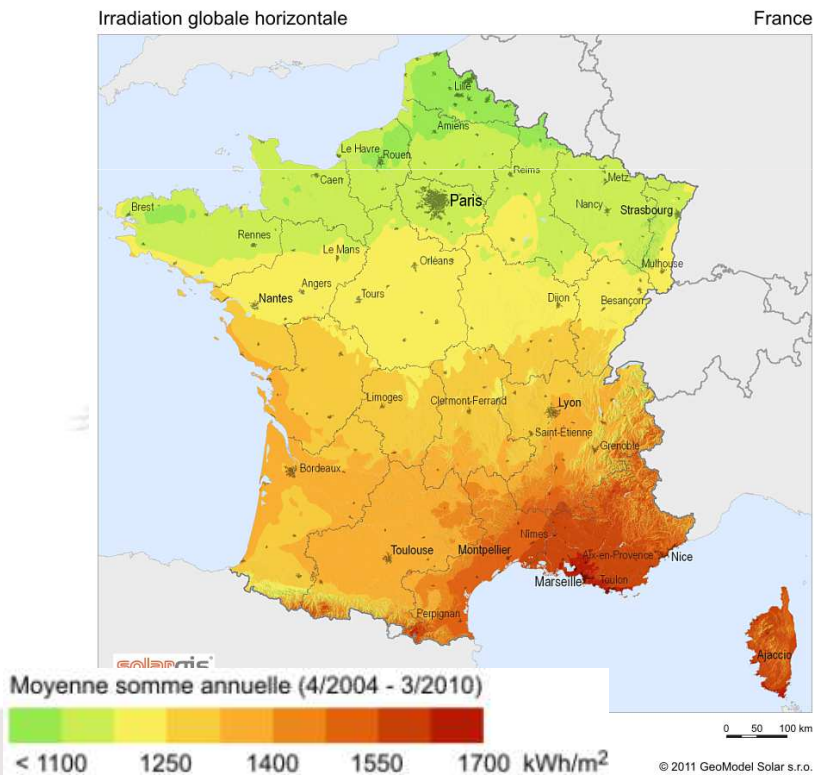 Irradiation globale horizontale
France
Lille
Amiens
Le Havre
Rouen
Caen
Reims
Metz
Paris
Nancy
Strasbourg
Brest
Rennes
Le Mans
Orléans
Mulhouse
Angers
Nantes
Tours
Dijon
Besançon
Limoges
Clermont-Ferrand
Lyon
Saint-Étienne
Grenoble
Bordeaux
Nîmes
Toulouse
Montpellier
Aix-en-Provence
Nice
Marseille
Toulon
Perpignan
Ajaccio
solargis
Moyenne somme annuelle (4/2004 - 3/2010)
< 1100 1250 1400 1550 1700 kWh/m²
0 50 100 km
© 2011 GeoModel Solar s.r.o.